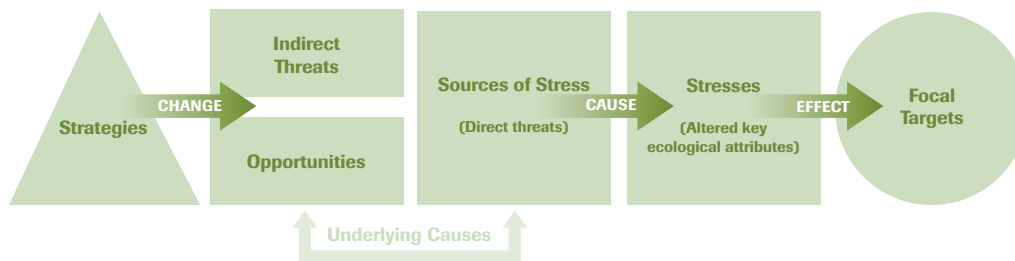 Strategies
CHANGE
Indirect
Threats
Opportunities
Sources of Stress
(Direct threats)
CAUSE
Stresses
(Altered key
ecological attributes)
EFFECT
Focal
Targets
Underlying Causes